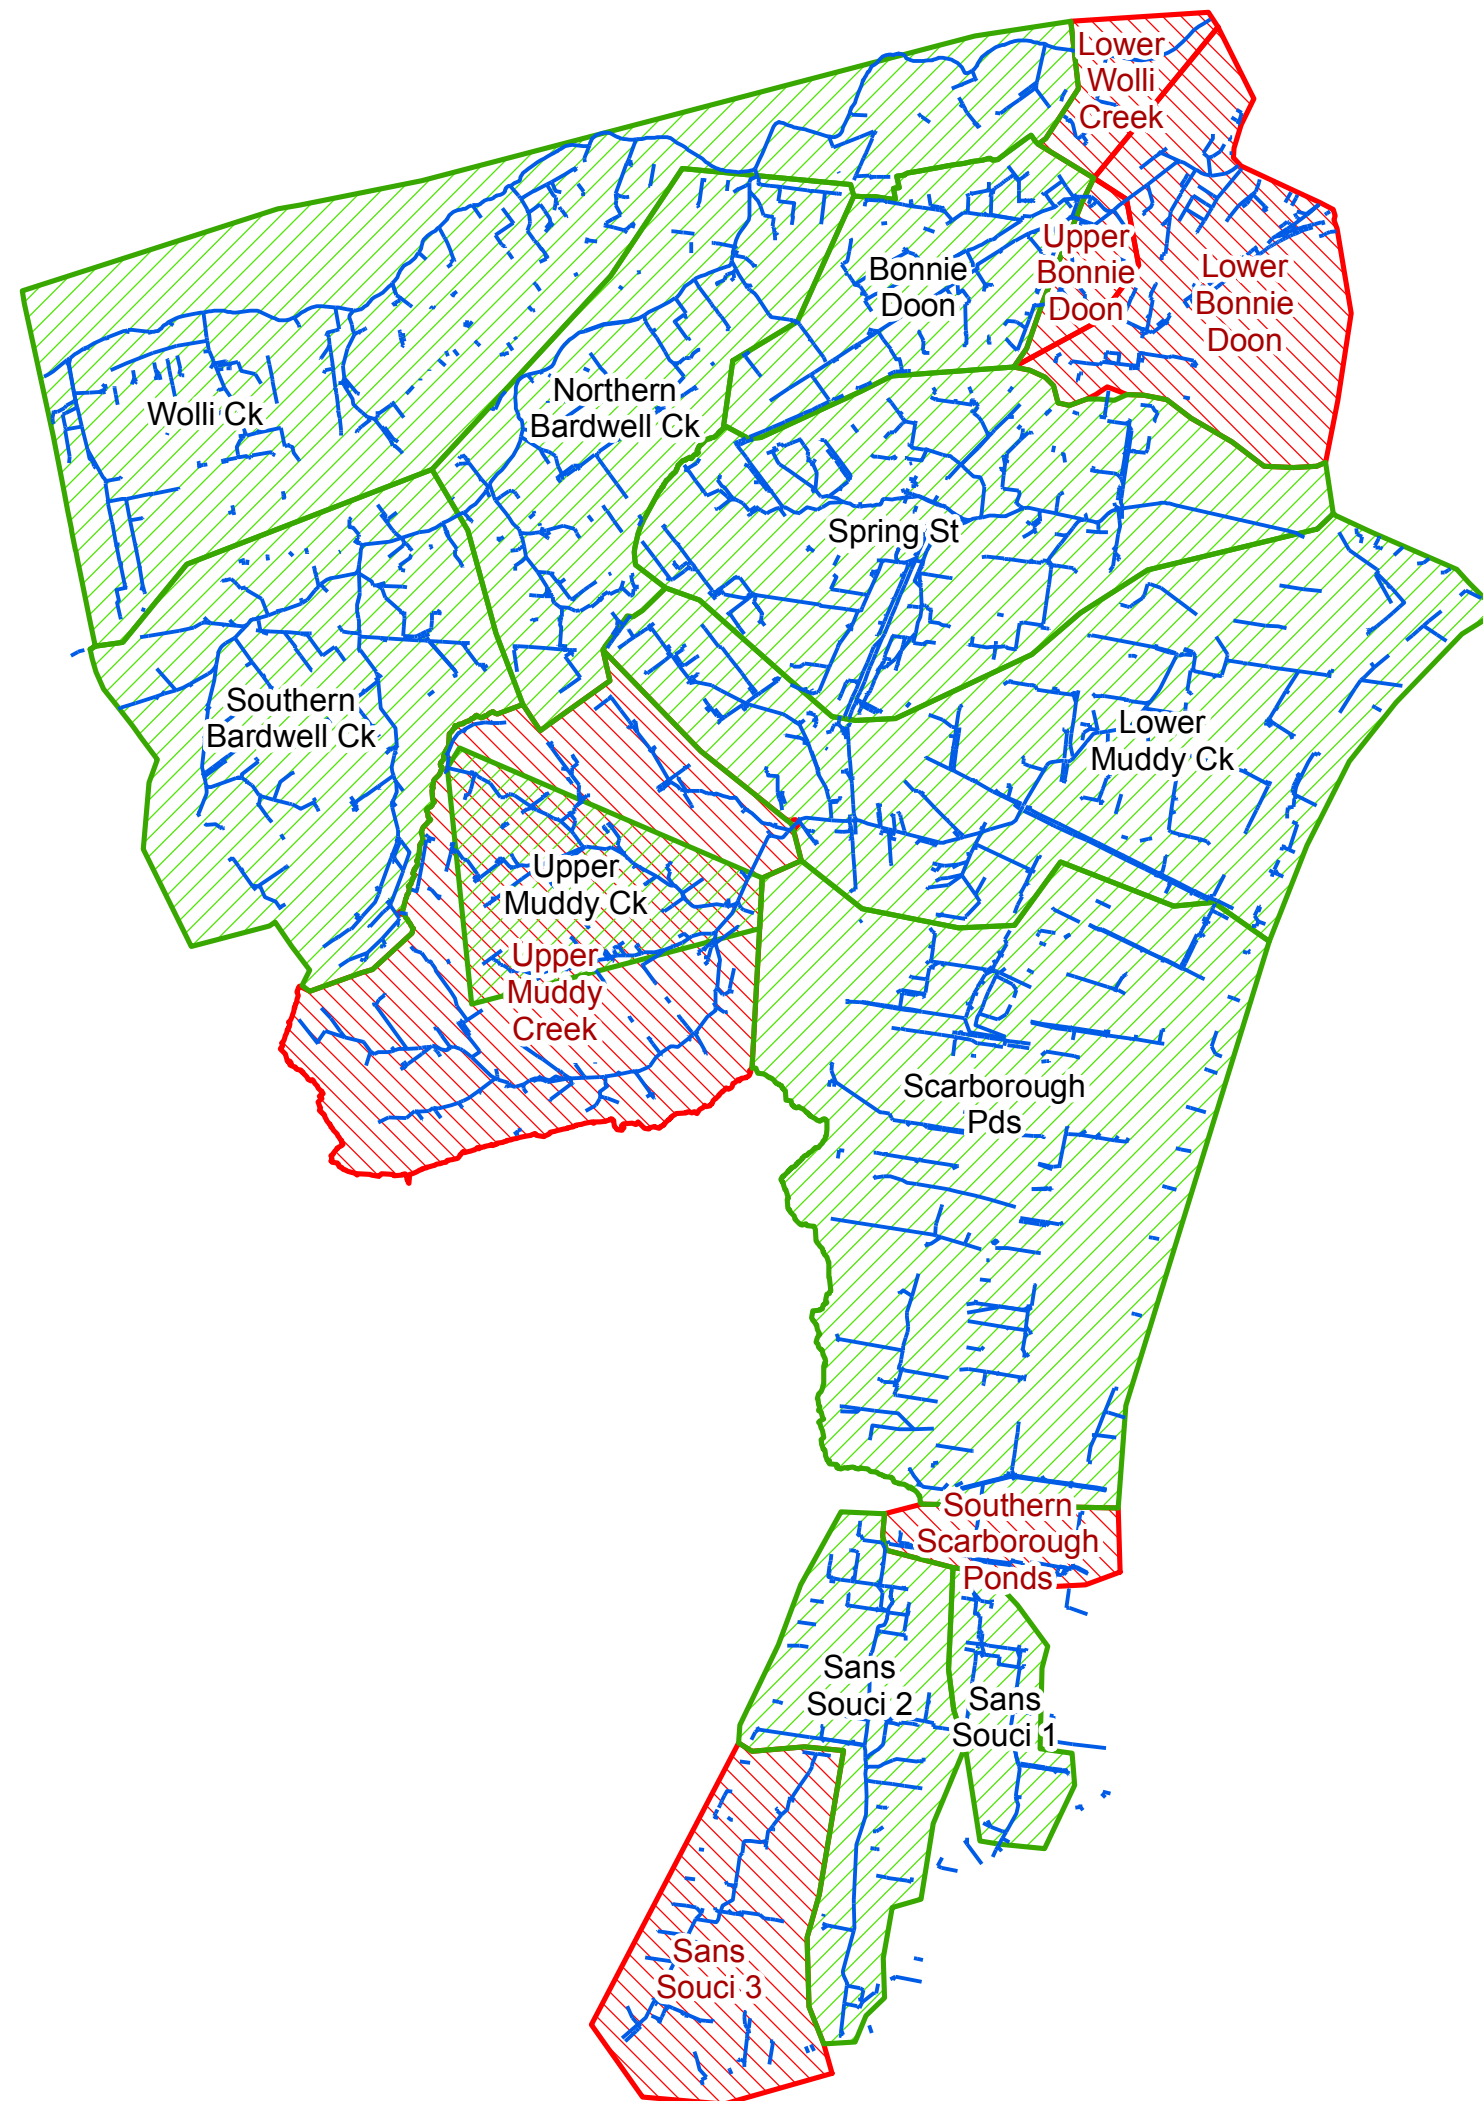 Lower
Wolli
Creek
Upper
Bonnie
Doon
Lower
Bonnie
Doon
Bonnie
Doon
Northern
Bardwell Ck
Wolli Ck
Spring St
Southern
Bardwell Ck
Lower
Muddy Ck
Upper
Muddy Ck
Upper
Muddy
Creek
Scarborough
Pds
Southern
Scarborough
Ponds
Sans
Souci 2
Sans
Souci 1
Sans
Souci 3